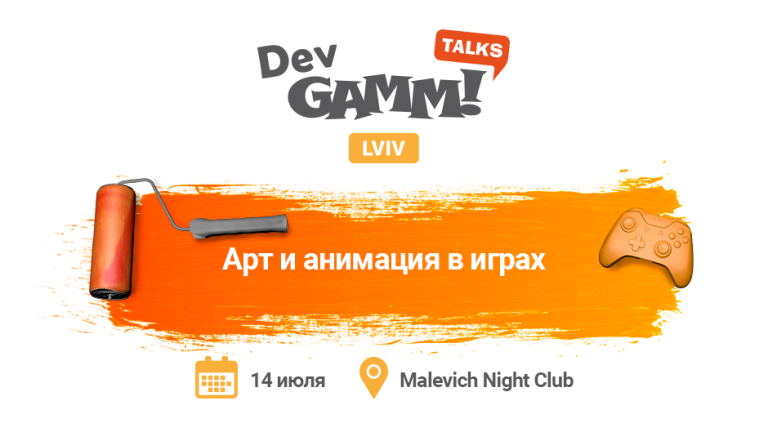 Dev
TALKS
GAMM!
LVIV
Арт и анимация в играх
14 июля
Malevich Night Club